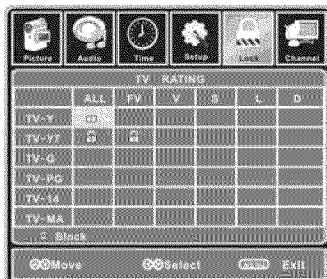 Picture Audio Time Setup Lock Channel
TV RATING
ALL FV V S L D
TV-Y
TV-Y7
TV-G
TV-PG
TV-14
TV-MA
Block
Move Select MENU Exit